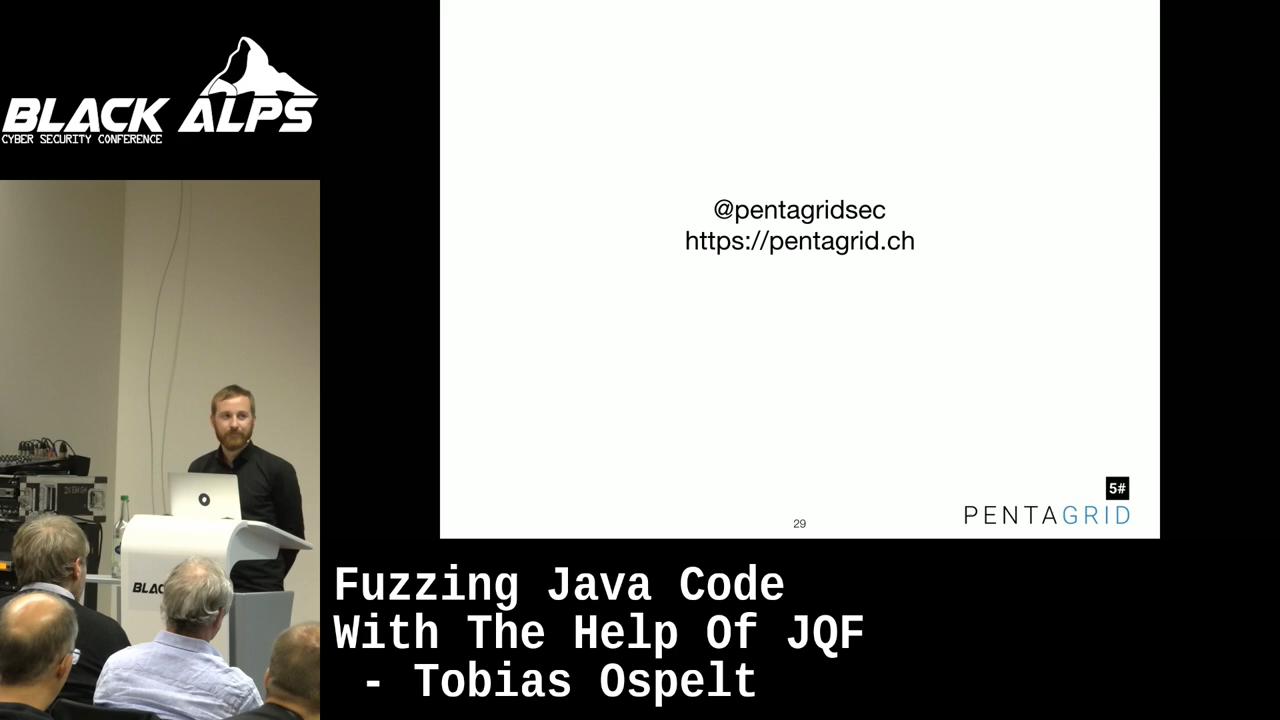 BLACK ALPS
CYBER SECURITY CONFERENCE
@pentagridsec
https://pentagrid.ch
29
5#
PENTAGRID
BLAC
Fuzzing Java Code
With The Help Of JQF
- Tobias Ospelt